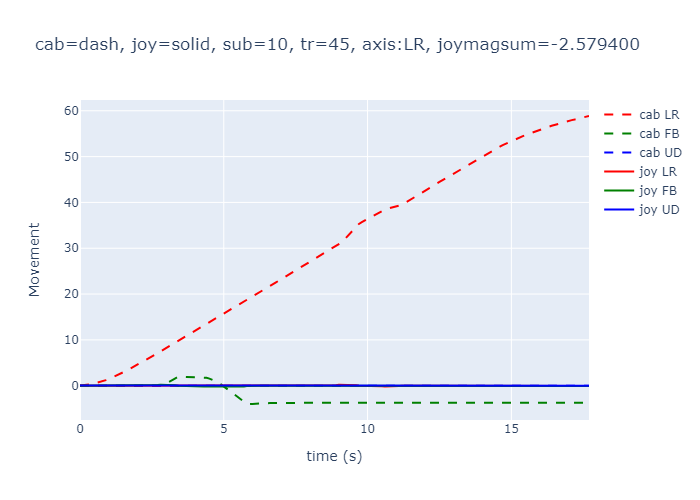 cab=dash, joy=solid, sub=10, tr=45, axis:LR, joymagsum=-2.579400
60
50
40
30
20
10
0
Movement
0
5
10
15
time (s)
cab LR
cab FB
cab UD
joy LR
joy FB
joy UD